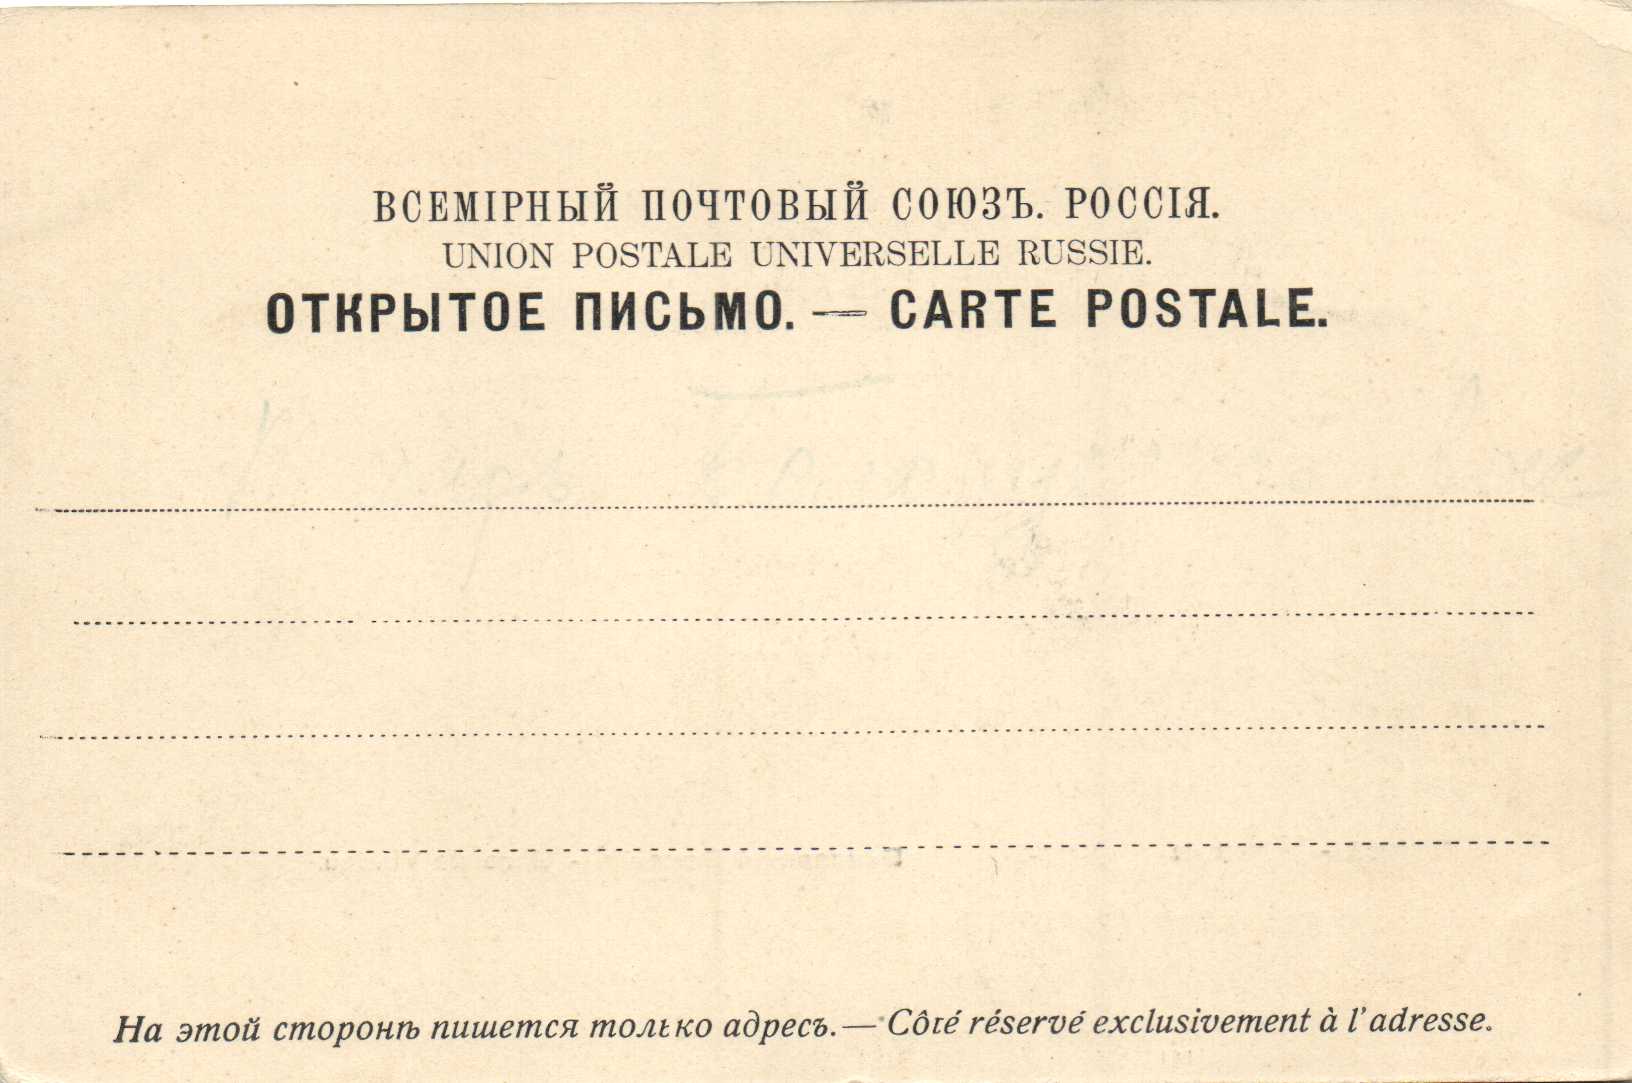 ВСЕМІРНЫЙ ПОЧТОВЫЙ СОЮЗЪ. РОССІЯ.
UNION POSTALE UNIVERSELLE RUSSIE.
ОТКРЫТОЕ ПИСЬМО. — CARTE POSTALE.
На этой сторонѣ пишется только адресъ. — Côté réservé exclusivement à l'adresse.